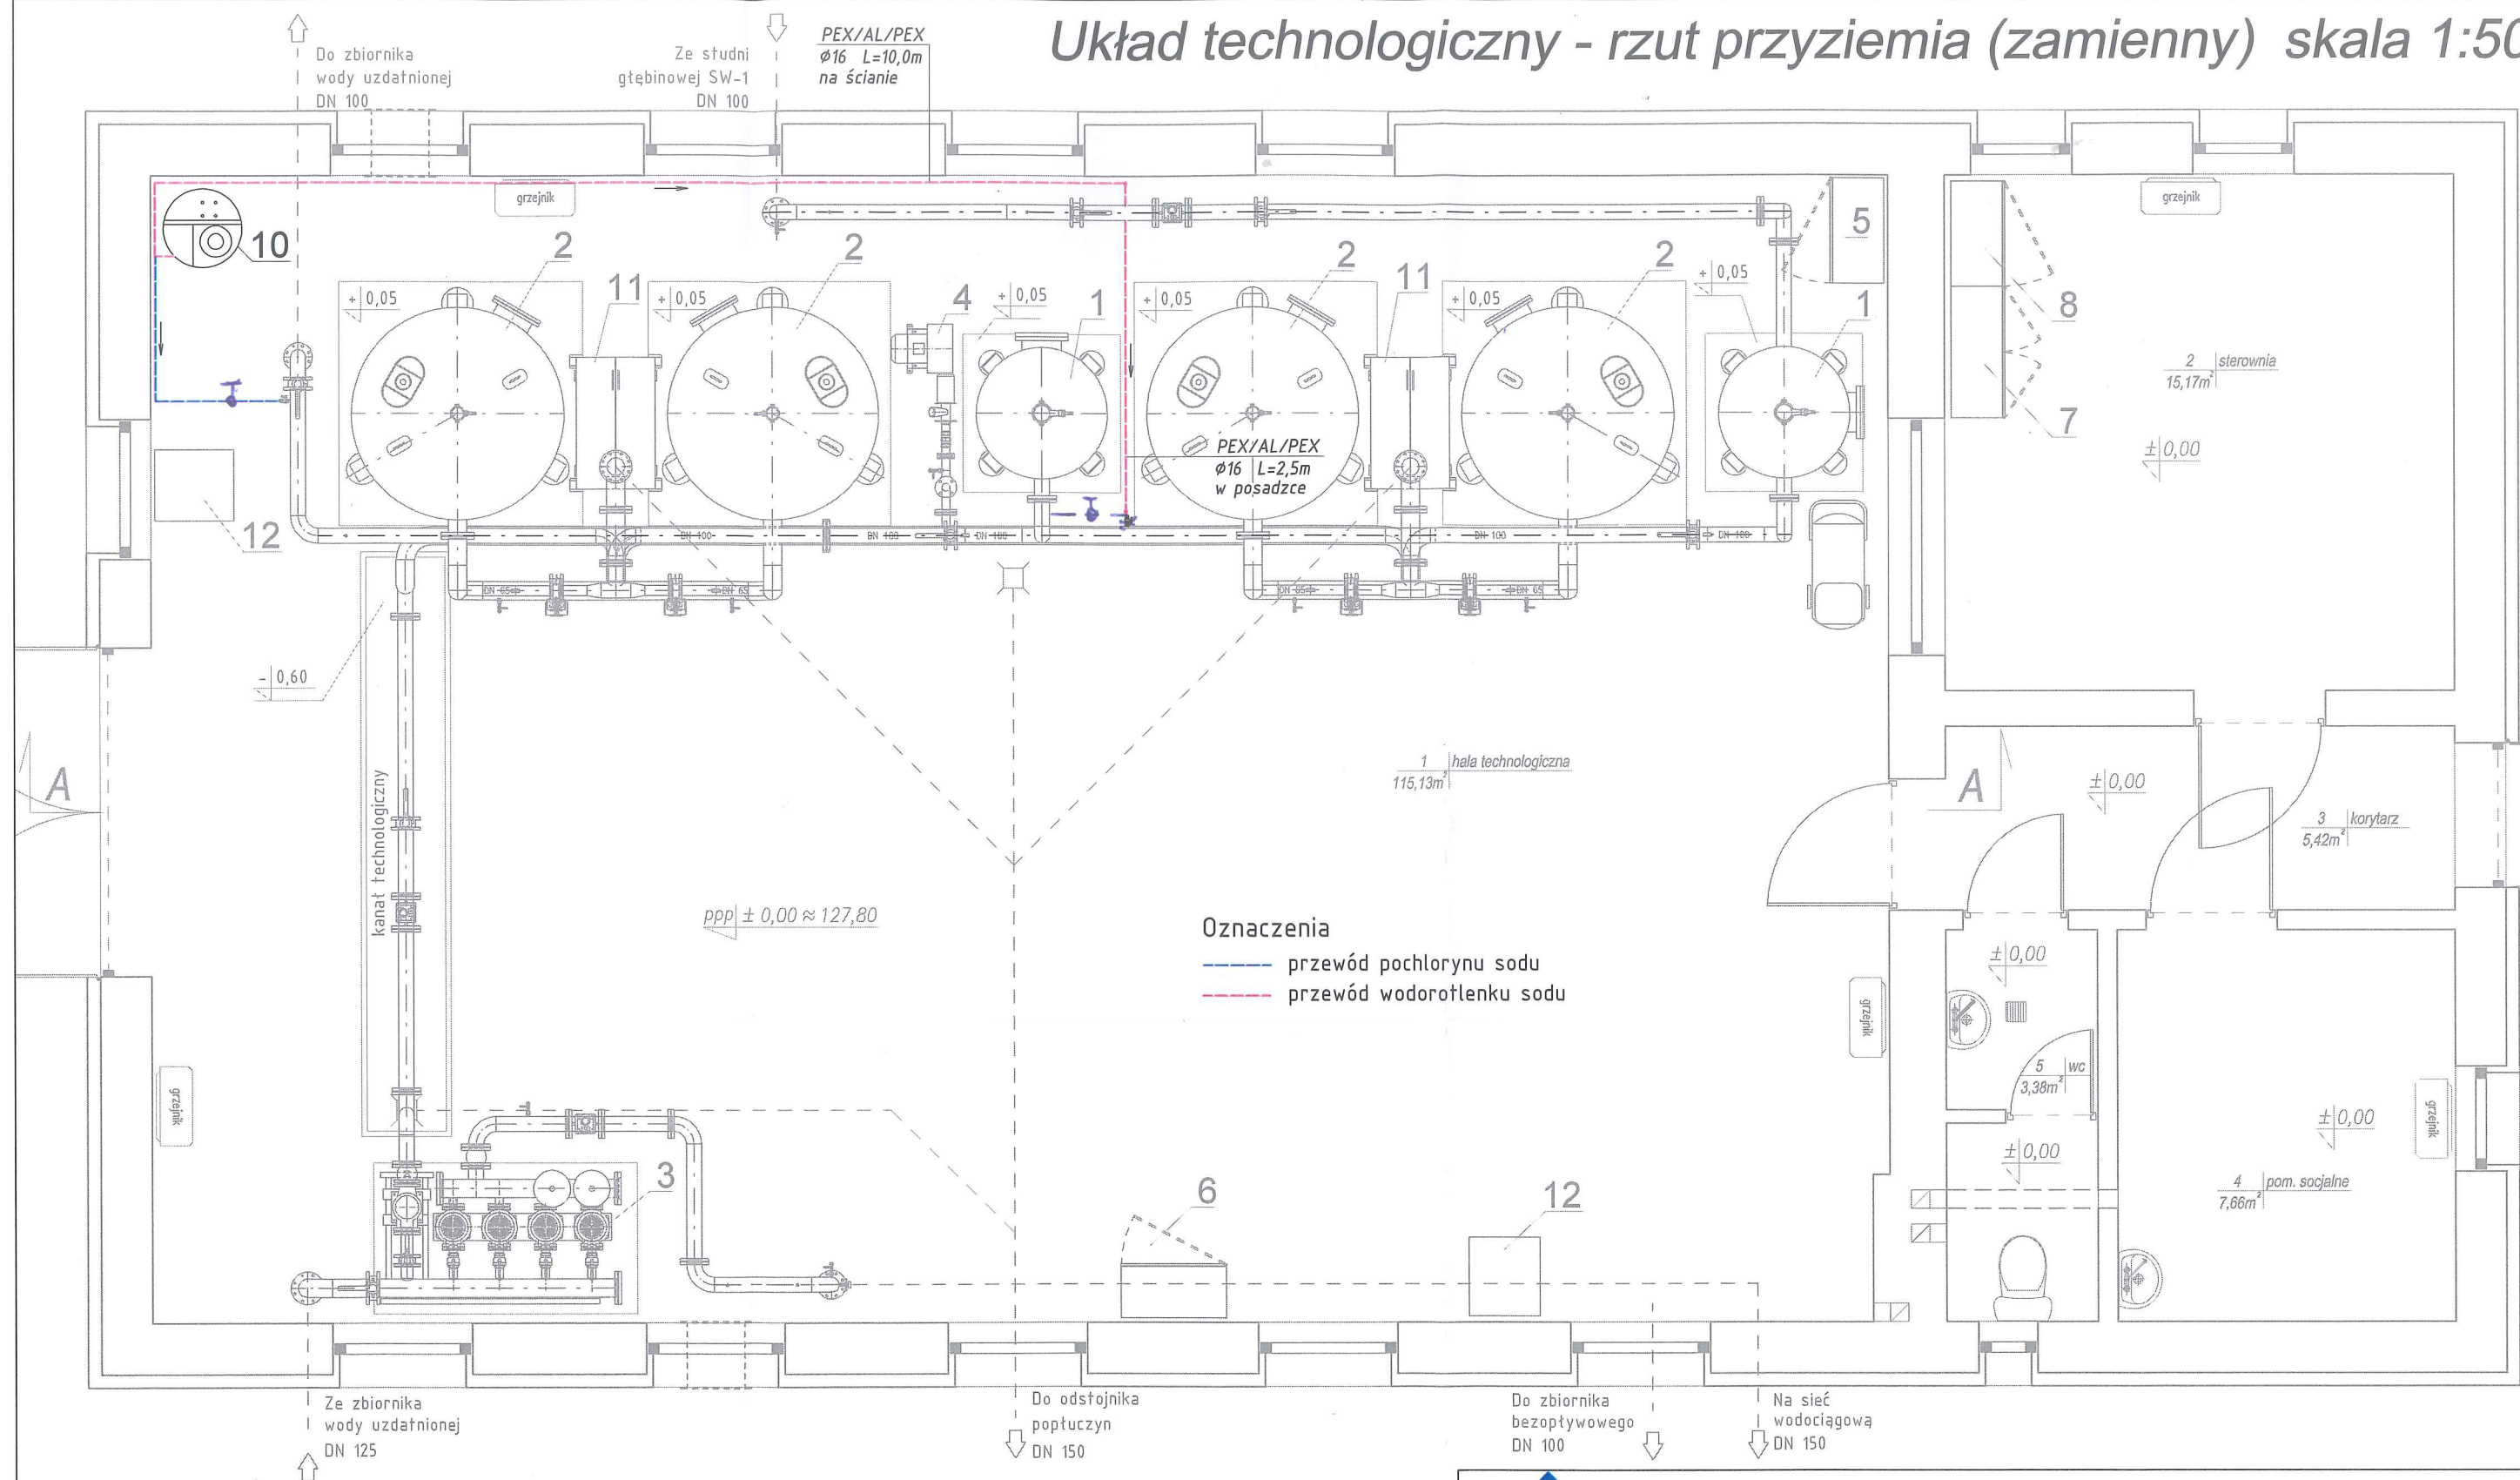 Układ technologiczny - rzut przyziemia (zamienny) skala 1:50
Do zbiornika
wody uzdatnionej
DN 100
Ze studni
głębinowej SW-1
DN 100
PEX/AL/PEX
Ø16 L=10,0m
na ścianie
grzejnik
grzejnik
10
2
2
2
2
5
11
11
4
1
1
8
7
+ 0,05
+ 0,05
+ 0,05
+ 0,05
+ 0,05
+ 0,05
2 sterownia
15,17m²
± 0,00
PEX/AL/PEX
Ø16 L=2,5m
w posadzce
12
DN 100
DN 100
DN 100
DN 100
DN 100
DN 65
DN 65
DN 65
DN 65
- 0,60
A
kanał technologiczny
1 hala technologiczna
115,13m²
A
± 0,00
3 korytarz
5,42m²
ppp ± 0,00 ≈ 127,80
Oznaczenia
przewód pochlorynu sodu
przewód wodorotlenku sodu
± 0,00
grzejnik
grzejnik
grzejnik
5 wc
3,38m²
± 0,00
± 0,00
4 pom. socjalne
7,66m²
3
6
12
Ze zbiornika
wody uzdatnionej
DN 125
Do odstojnika
popłuczyn
DN 150
Do zbiornika
bezopływowego
DN 100
Na sieć
wodociągową
DN 150